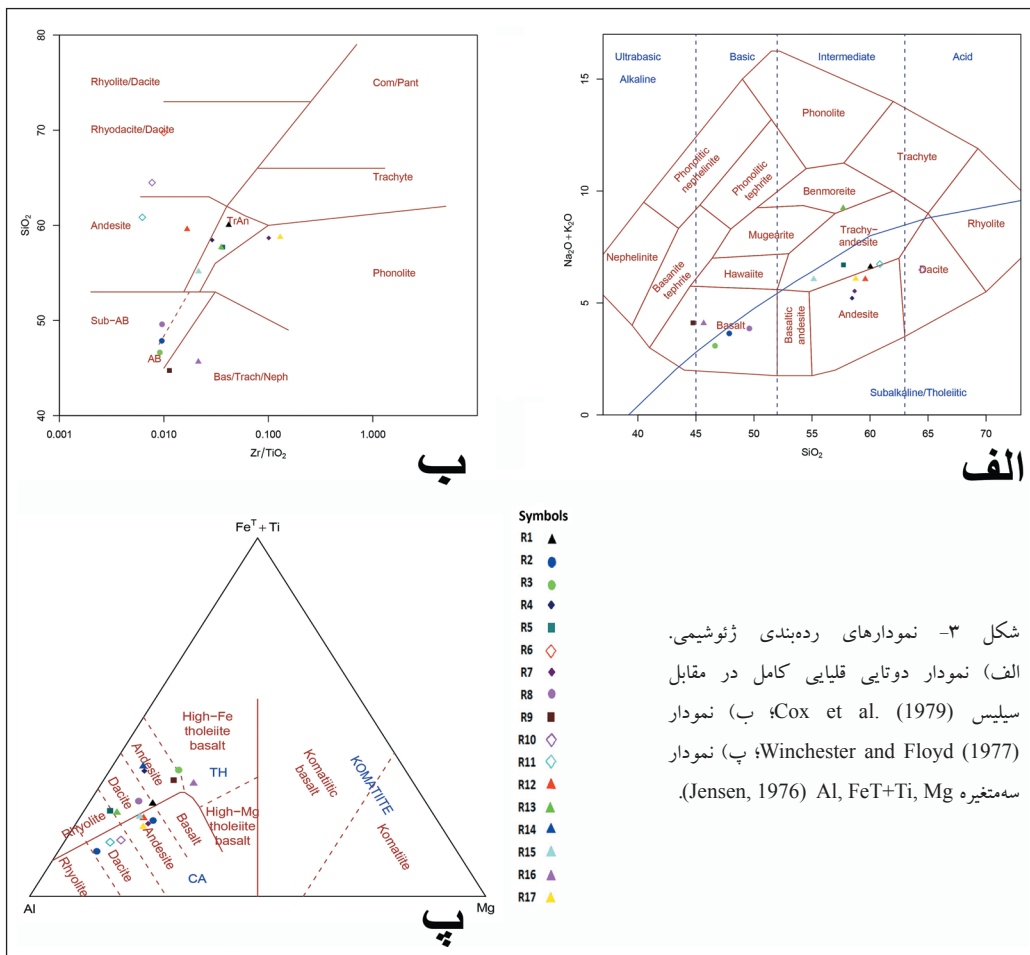 80
70
60
50
40
SiO₂
0.001
0.010
0.100
1.000
Zr/TiO₂
Rhyolite/Dacite
Com/Pant
Rhyodacite/Dacite
Trachyte
Andesite
TrAn
Phonolite
Sub−AB
AB
Bas/Trach/Neph
ب
15
10
5
0
Na₂O + K₂O
40
45
50
55
60
65
70
SiO₂
Ultrabasic
Basic
Intermediate
Acid
Alkaline
Phonolite
Phonolitic
nephelinite
Phonolitic
tephrite
Trachyte
Benmoreite
Mugearite
Trachy−
andesite
Rhyolite
Nephelinite
Basanite
tephrite
Hawaiite
Dacite
Basalt
Basaltic
andesite
Andesite
Subalkaline/Tholeiitic
الف
Feᵀ + Ti
High−Fe
tholeiite
basalt
TH
Andesite
Dacite
Rhyolite
High−Mg
tholeiite
basalt
Basalt
Andesite
Dacite
Rhyolite
CA
Komatiitic
basalt
KOMATIITE
Komatiite
Al
Mg
پ
Symbols
R1
R2
R3
R4
R5
R6
R7
R8
R9
R10
R11
R12
R13
R14
R15
R16
R17
شکل ۳- نمودارهای رده‌بندی ژئوشیمی.
الف) نمودار دوتایی قلیایی کامل در مقابل
سیلیس Cox et al. (1979)؛ ب) نمودار
Winchester and Floyd (1977)؛ پ) نمودار
سه‌متغیره Al, FeT+Ti, Mg (Jensen, 1976).